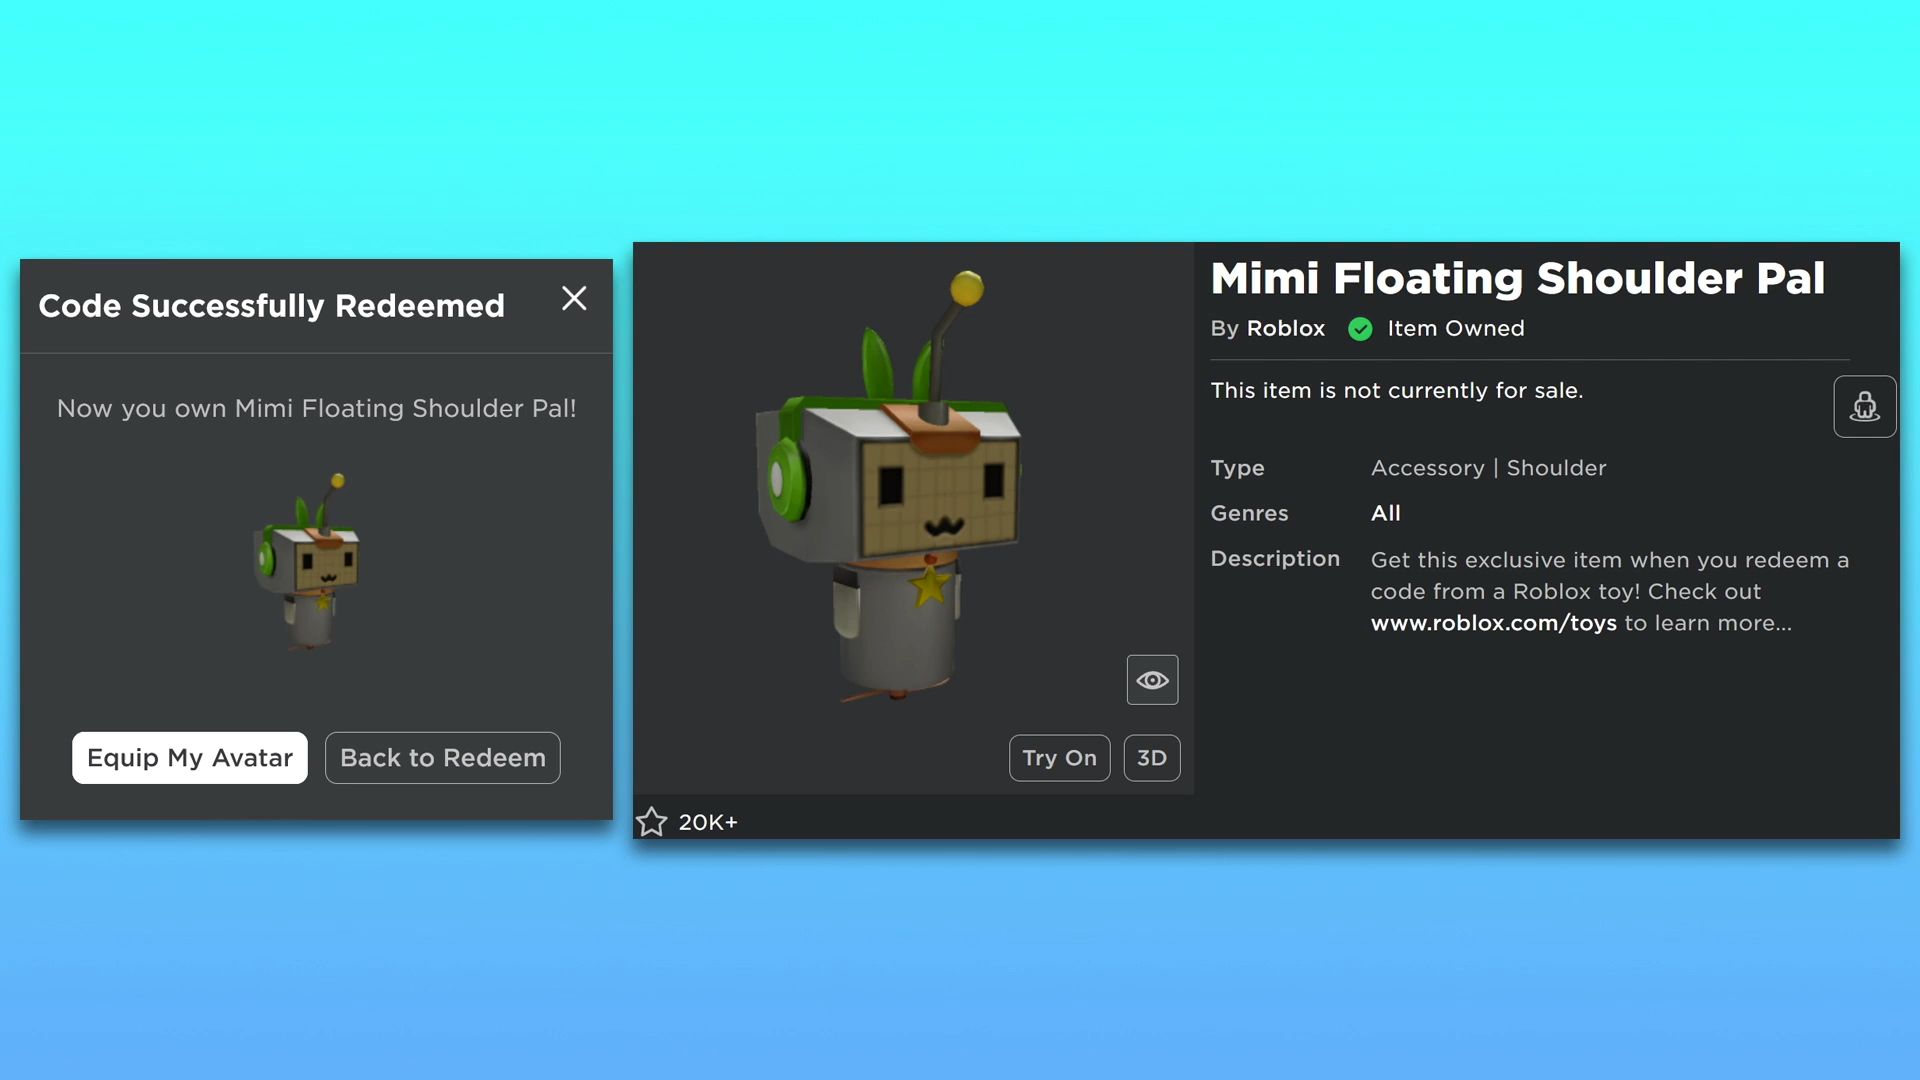 Code Successfully Redeemed
Now you own Mimi Floating Shoulder Pal!
Equip My Avatar
Back to Redeem
Try On
3D
20K+
Mimi Floating Shoulder Pal
By Roblox Item Owned
This item is not currently for sale.
Type Accessory | Shoulder
Genres All
Description Get this exclusive item when you redeem a
code from a Roblox toy! Check out
www.roblox.com/toys to learn more...